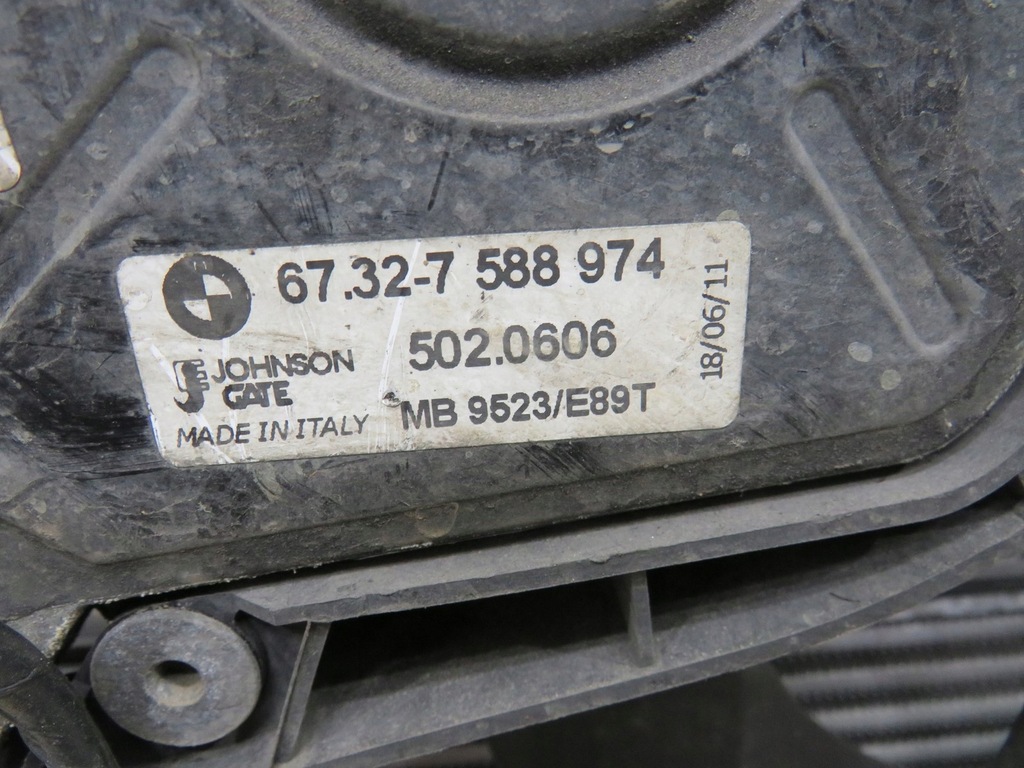 67.32-7 588 974
JOHNSON
GATE
502.0606
MADE IN ITALY
MB 9523/E89T
18/06/11